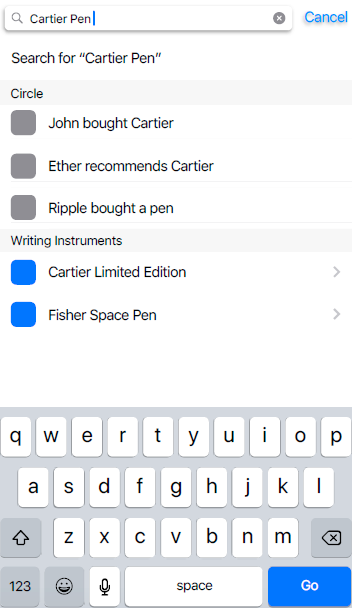 Cartier Pen
Cancel
Search for “Cartier Pen”
Circle
John bought Cartier
Ether recommends Cartier
Ripple bought a pen
Writing Instruments
Cartier Limited Edition
Fisher Space Pen
q w e r t y u i o p
a s d f g h j k l
z x c v b n m
123 space Go